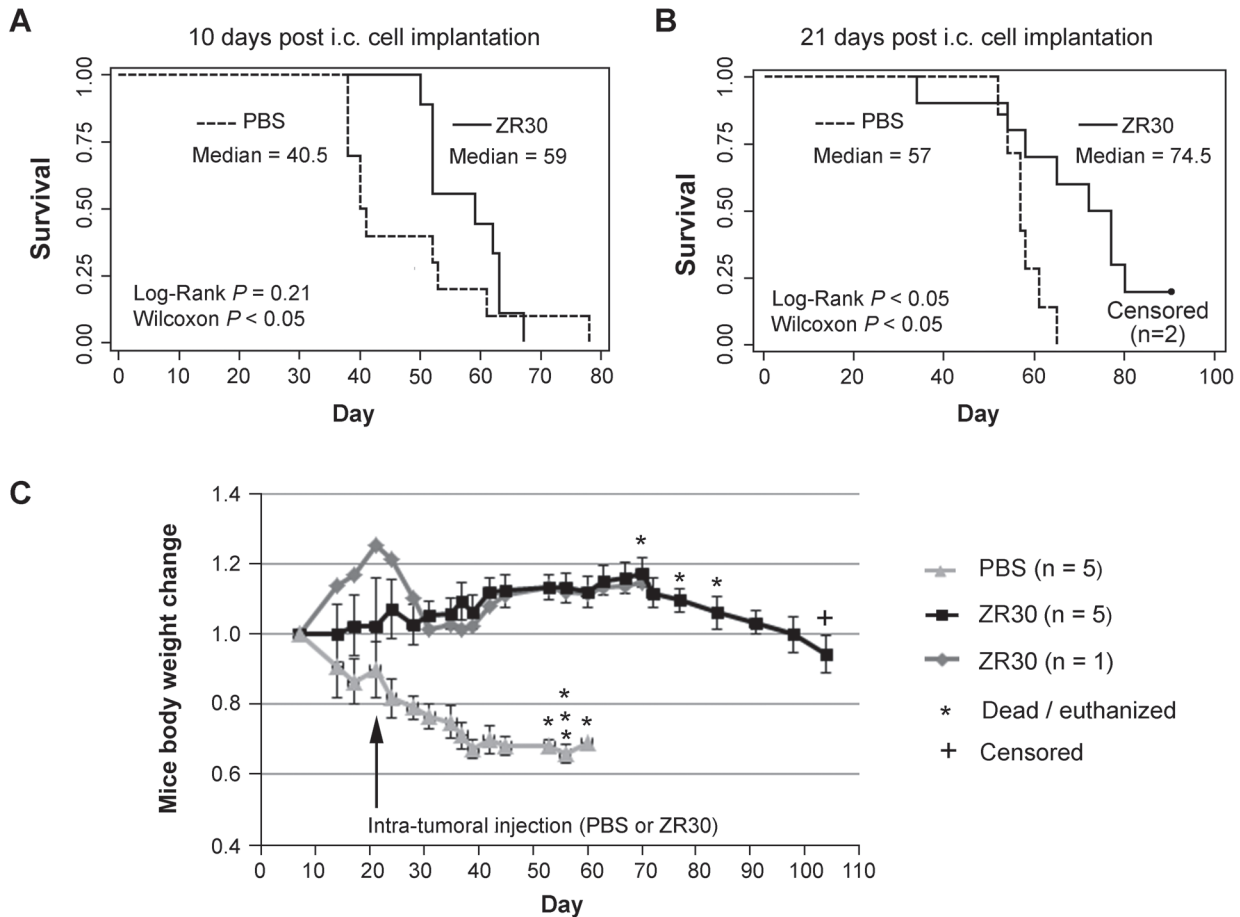 A
10 days post i.c. cell implantation
Survival
1.00
0.75
0.50
0.25
0.00
PBS
Median = 40.5
ZR30
Median = 59
Log-Rank P = 0.21
Wilcoxon P < 0.05
0 10 20 30 40 50 60 70 80
Day
B
21 days post i.c. cell implantation
Survival
1.00
0.75
0.50
0.25
0.00
PBS
Median = 57
ZR30
Median = 74.5
Log-Rank P < 0.05
Wilcoxon P < 0.05
Censored
(n=2)
0 20 40 60 80 100
Day
C
Mice body weight change
1.4
1.2
1.0
0.8
0.6
0.4
* * *
+
*
*
* * *
Intra-tumoral injection (PBS or ZR30)
0 10 20 30 40 50 60 70 80 90 100 110
Day
PBS (n = 5)
ZR30 (n = 5)
ZR30 (n = 1)
* Dead / euthanized
+ Censored